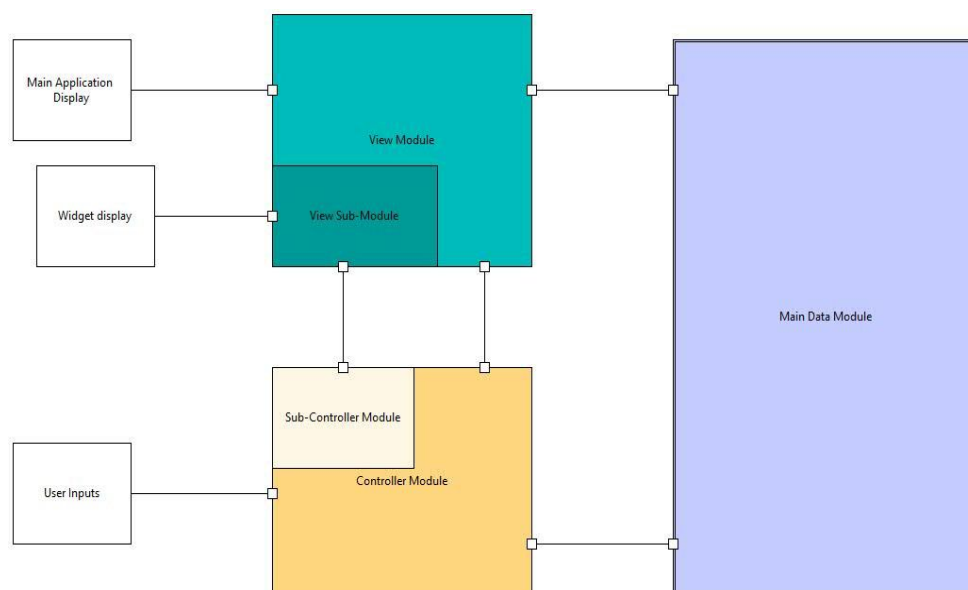 Main Application
Display
View Module
Widget display
View Sub-Module
Main Data Module
Sub-Controller Module
Controller Module
User Inputs